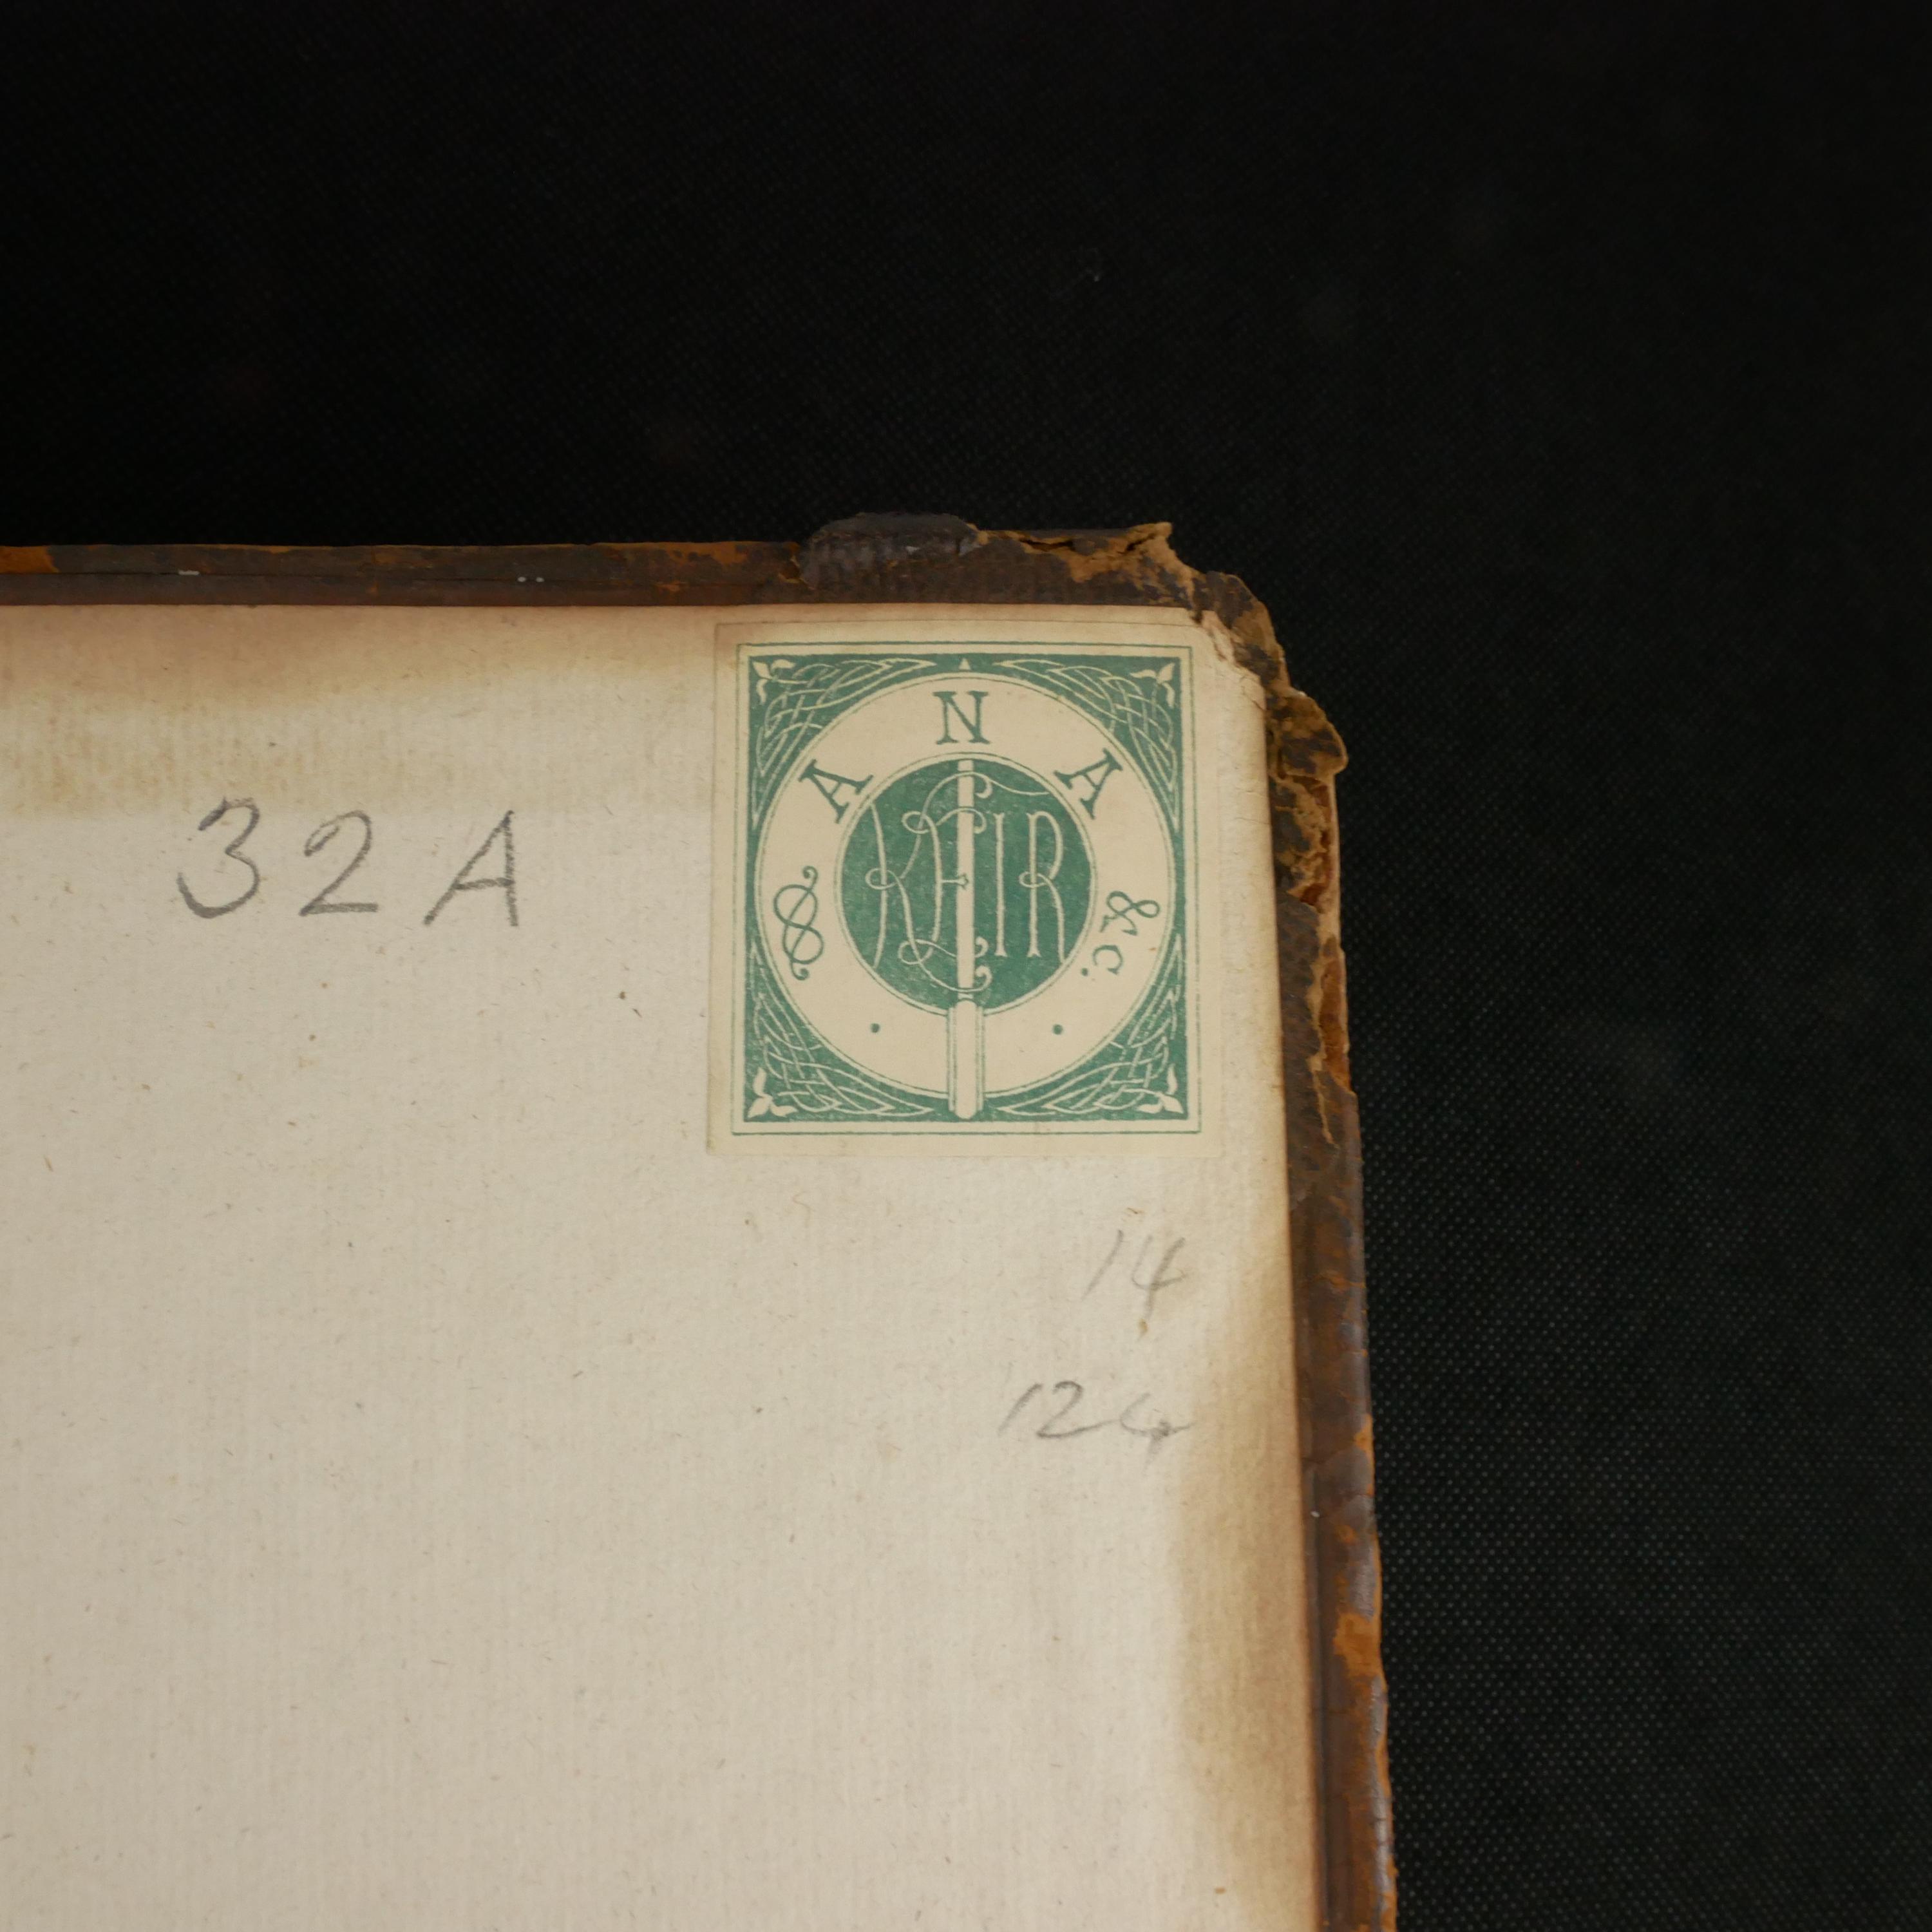 ANA &c.
KEIR
32A
14
124